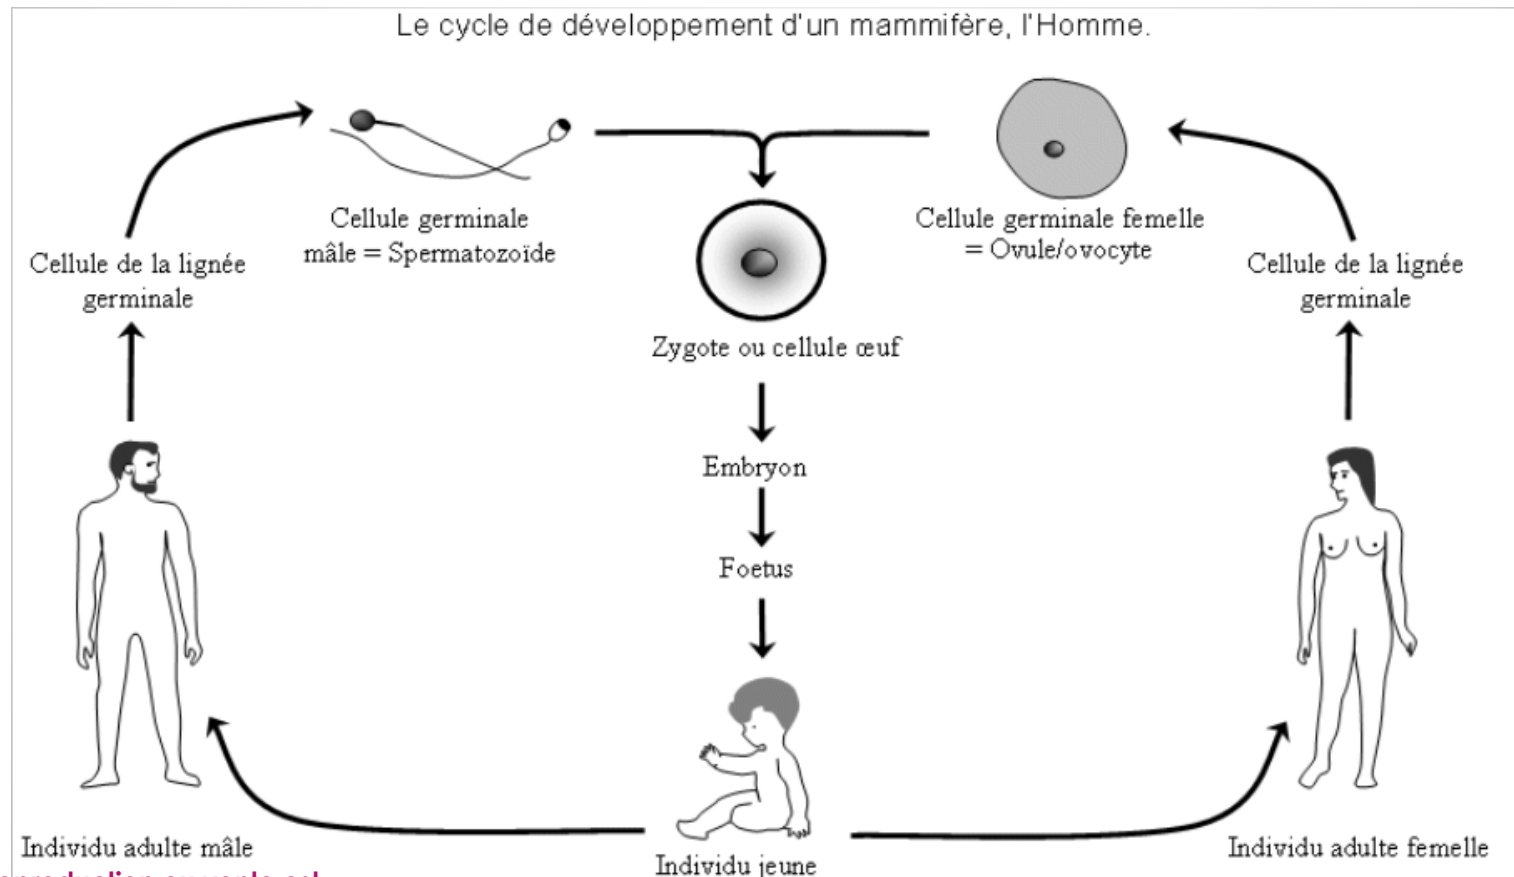 Le cycle de développement d'un mammifère, l'Homme.
Cellule germinale
mâle = Spermatozoïde
Cellule germinale femelle
= Ovule/ovocyte
Cellule de la lignée
germinale
Cellule de la lignée
germinale
Zygote ou cellule œuf
Embryon
Foetus
Individu adulte mâle
Individu jeune
Individu adulte femelle